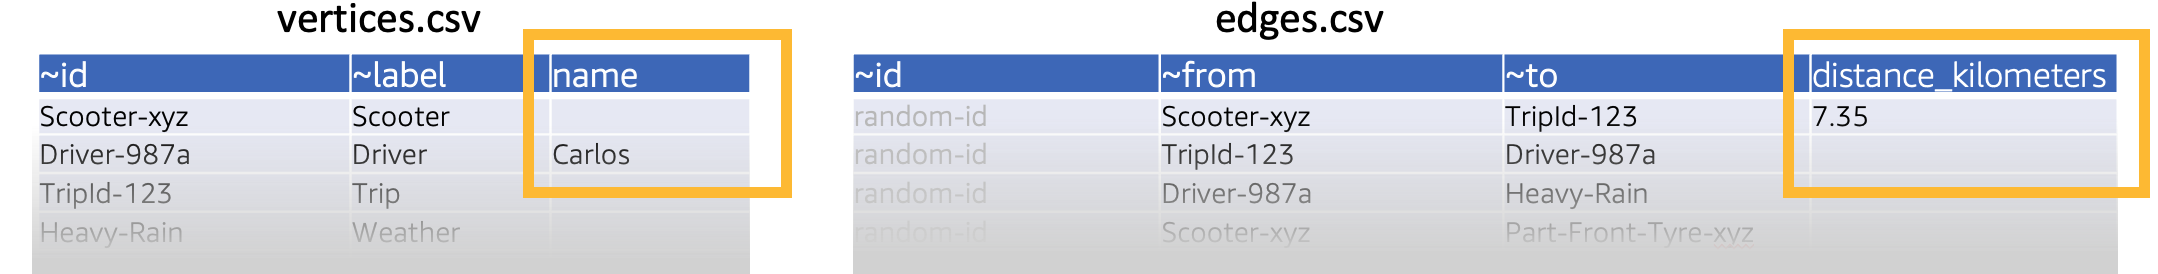 vertices.csv
~id ~label name
Scooter-xyz Scooter
Driver-987a Driver Carlos
TripId-123 Trip
Heavy-Rain Weather
edges.csv
~id ~from ~to distance_kilometers
random-id Scooter-xyz TripId-123 7.35
random-id TripId-123 Driver-987a
random-id Driver-987a Heavy-Rain
random-id Scooter-xyz Part-Front-Tyre-xyz